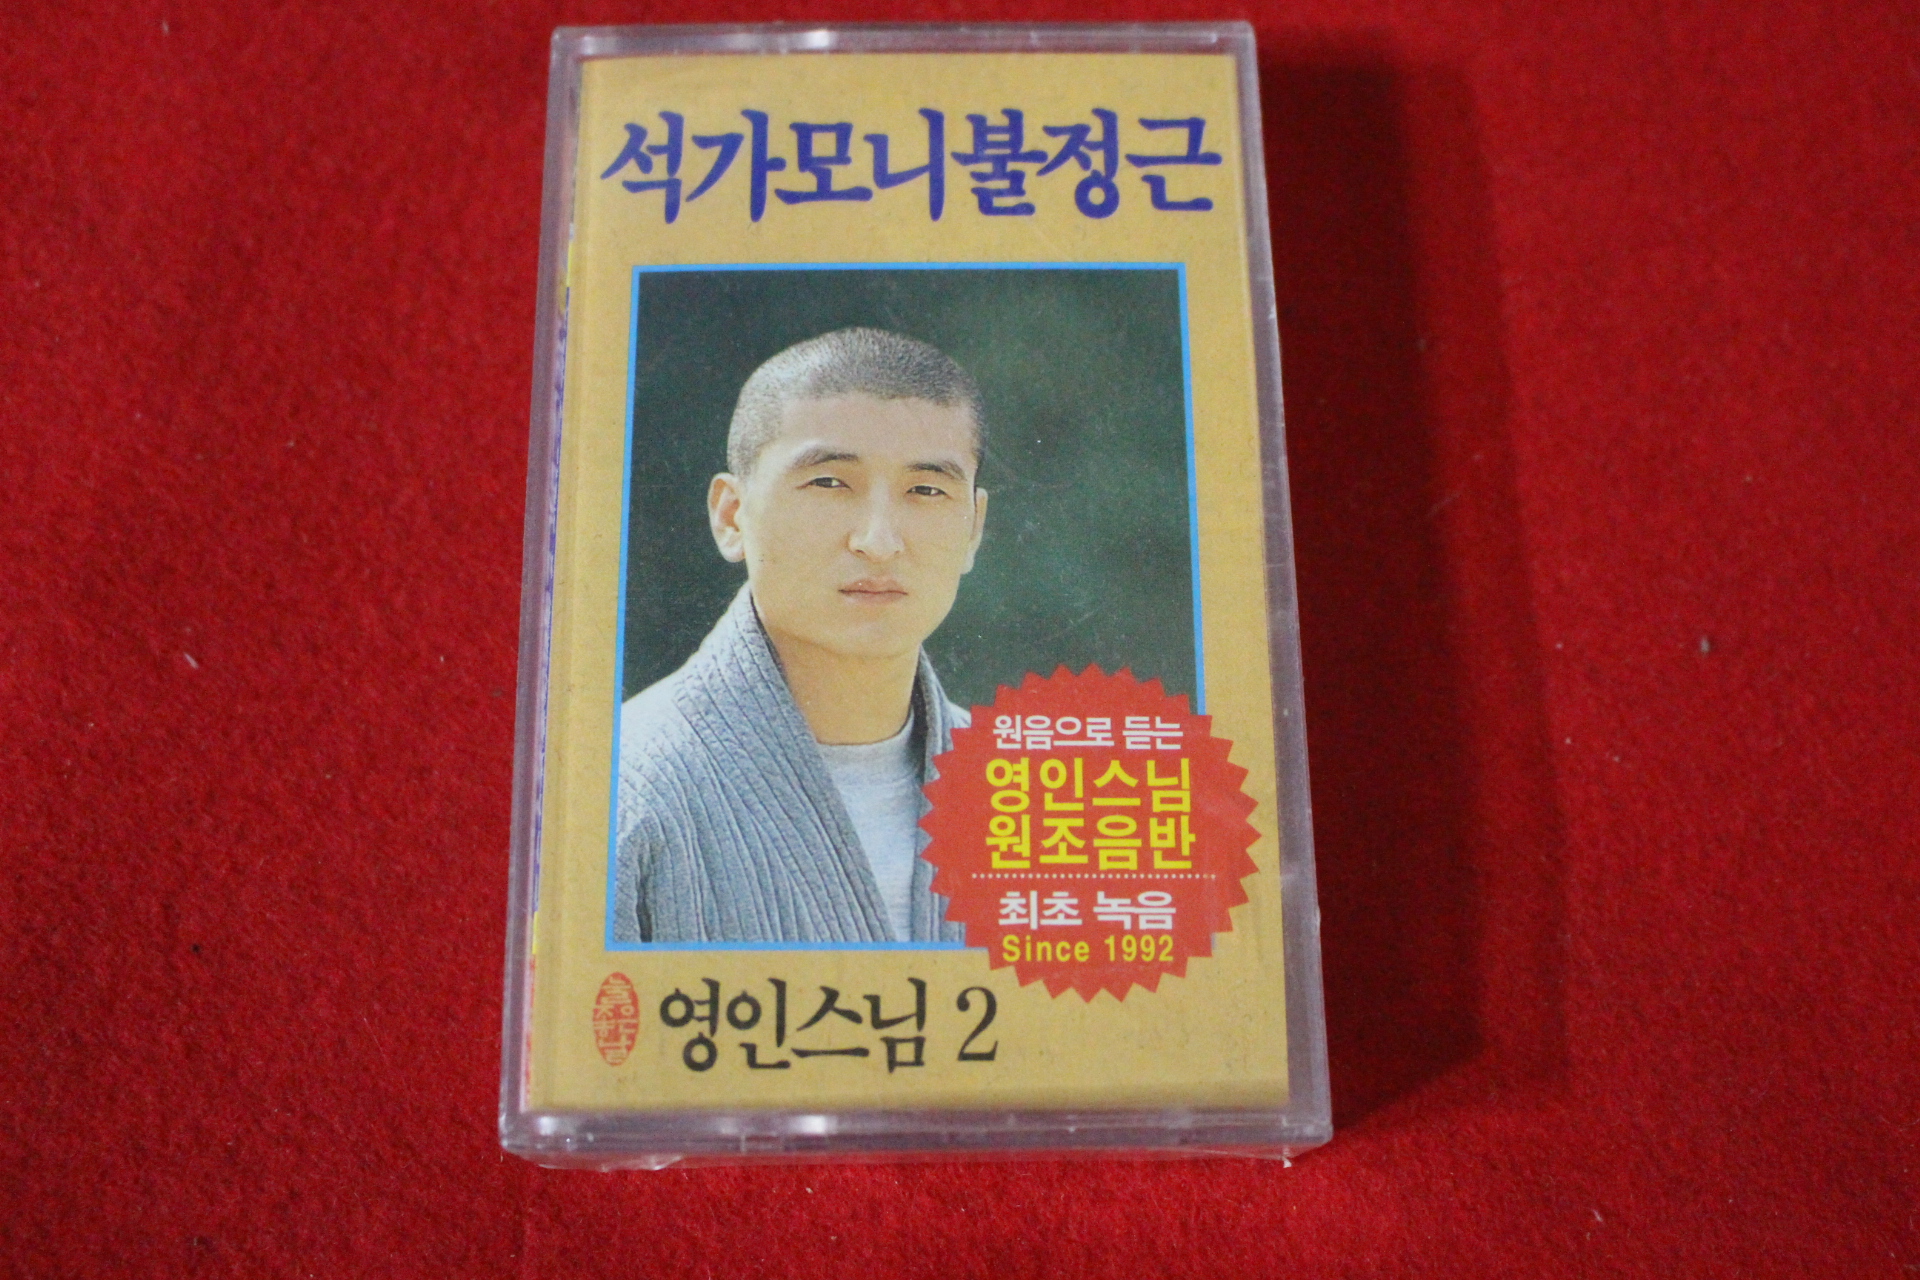 석가모니불정근
원음으로 듣는
영인스님
원조음반
최초 녹음
Since 1992
영인스님 2